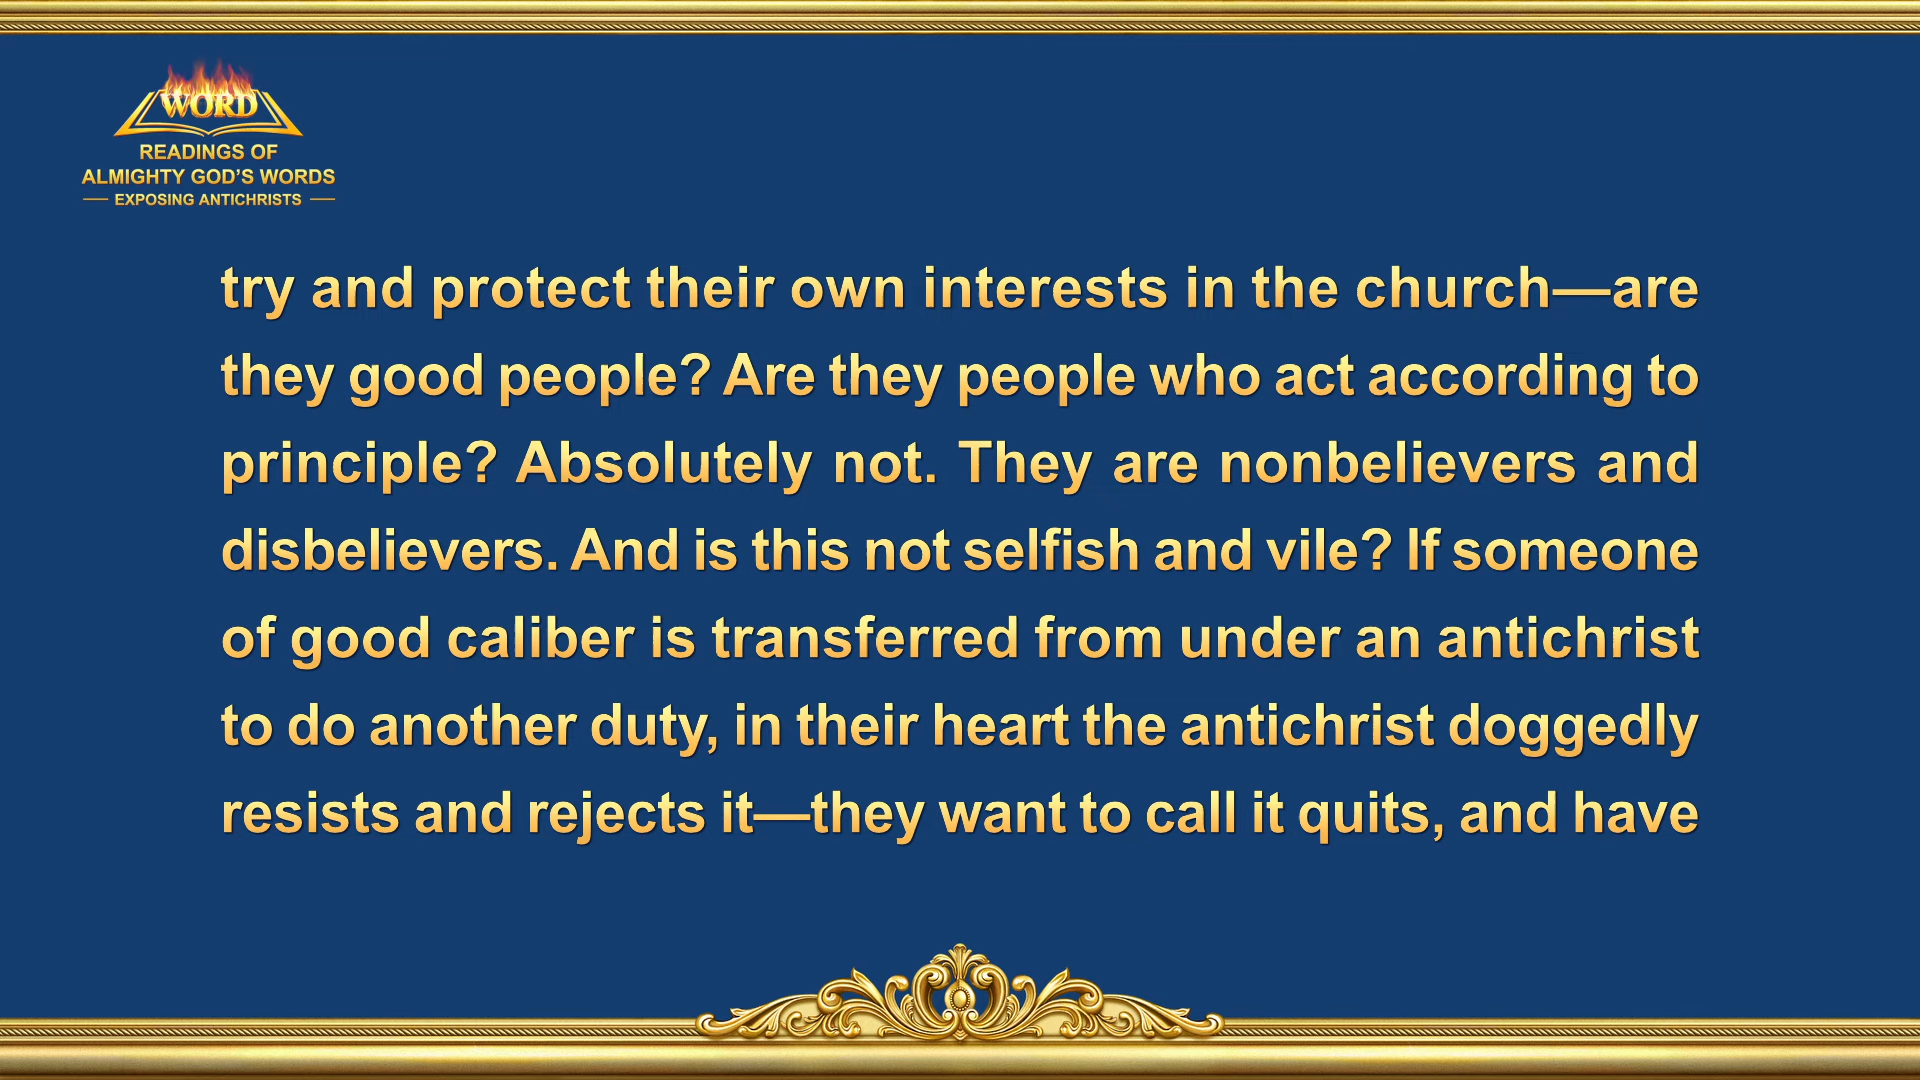 WORD
READINGS OF
ALMIGHTY GOD'S WORDS
EXPOSING ANTICHRISTS
try and protect their own interests in the church—are
they good people? Are they people who act according to
principle? Absolutely not. They are nonbelievers and
disbelievers. And is this not selfish and vile? If someone
of good caliber is transferred from under an antichrist
to do another duty, in their heart the antichrist doggedly
resists and rejects it—they want to call it quits, and have